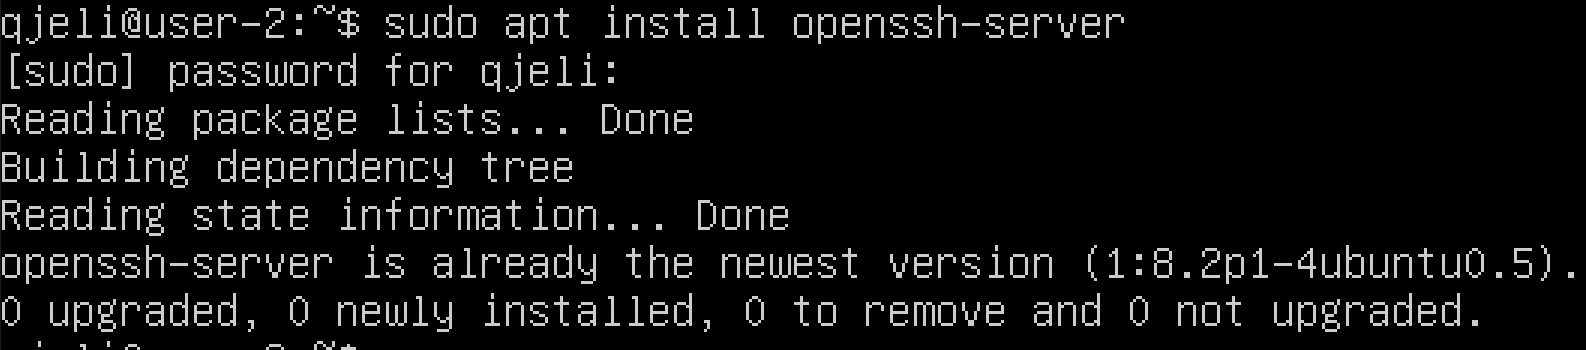 qjeli@user-2:~$ sudo apt install openssh-server
[sudo] password for qjeli:
Reading package lists... Done
Building dependency tree
Reading state information... Done
openssh-server is already the newest version (1:8.2p1-4ubuntu0.5).
0 upgraded, 0 newly installed, 0 to remove and 0 not upgraded.